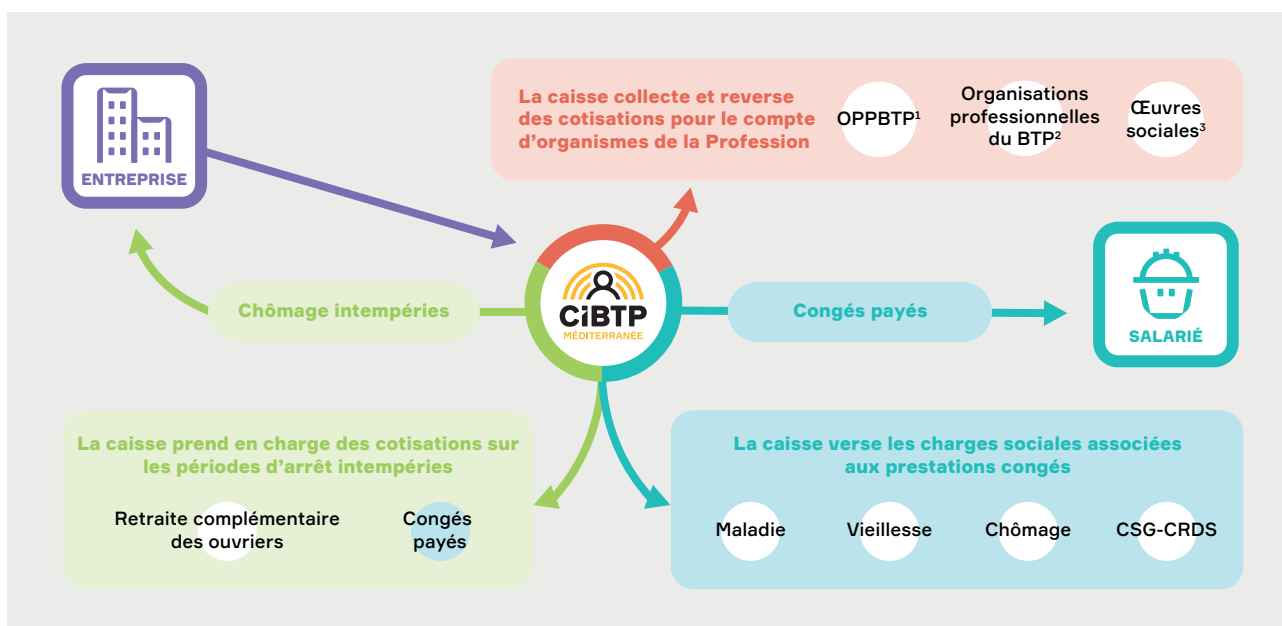 ENTREPRISE
La caisse collecte et reverse
des cotisations pour le compte
d'organismes de la Profession
OPPBTP¹
Organisations
professionnelles
du BTP²
Œuvres
sociales³
Chômage intempéries
CiBTP
MÉDITERRANÉE
Congés payés
SALARIÉ
La caisse prend en charge des cotisations sur
les périodes d'arrêt intempéries
Retraite complémentaire
des ouvriers
Congés
payés
La caisse verse les charges sociales associées
aux prestations congés
Maladie
Vieillesse
Chômage
CSG-CRDS